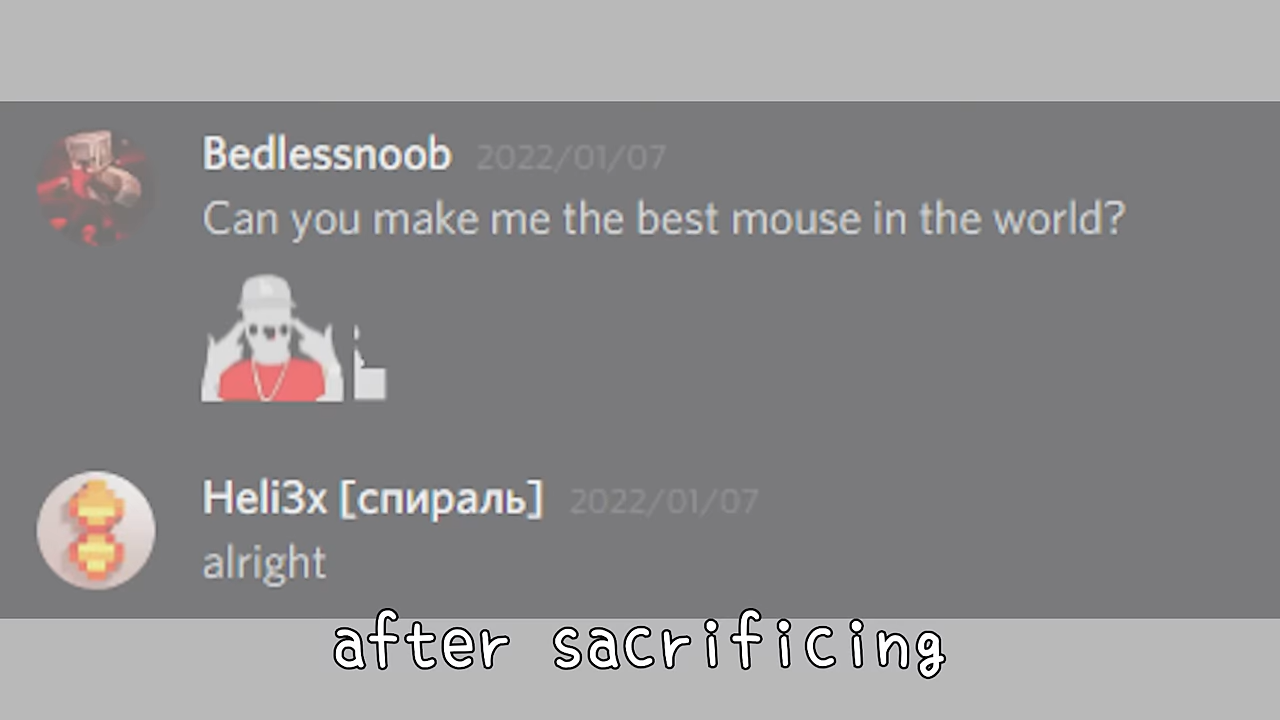 Bedlessnoob 2022/01/07
Can you make me the best mouse in the world?
Heli3x [спираль] 2022/01/07
alright
after sacrificing